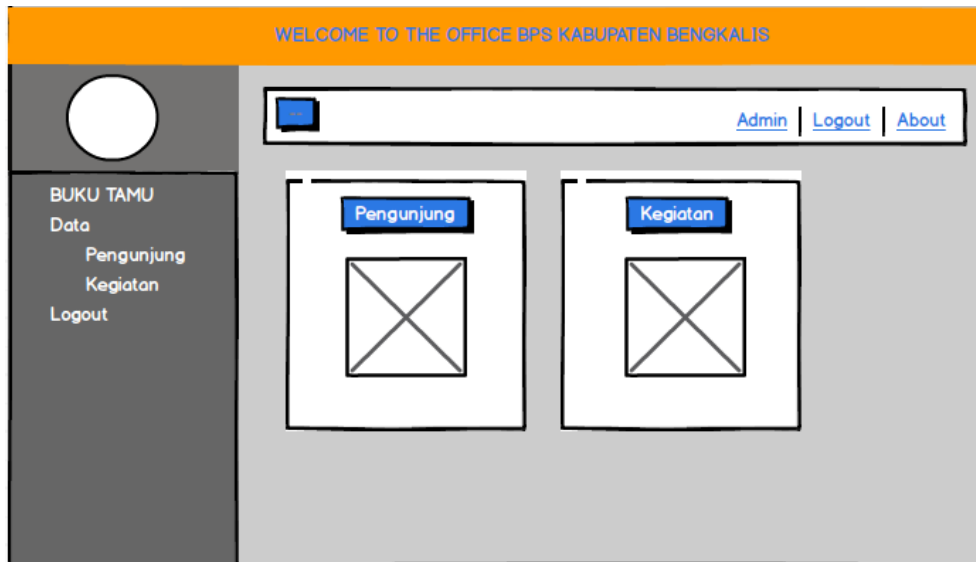 WELCOME TO THE OFFICE BPS KABUPATEN BENGKALIS
--
Admin | Logout | About
BUKU TAMU
Data
Pengunjung
Kegiatan
Logout
Pengunjung
Kegiatan